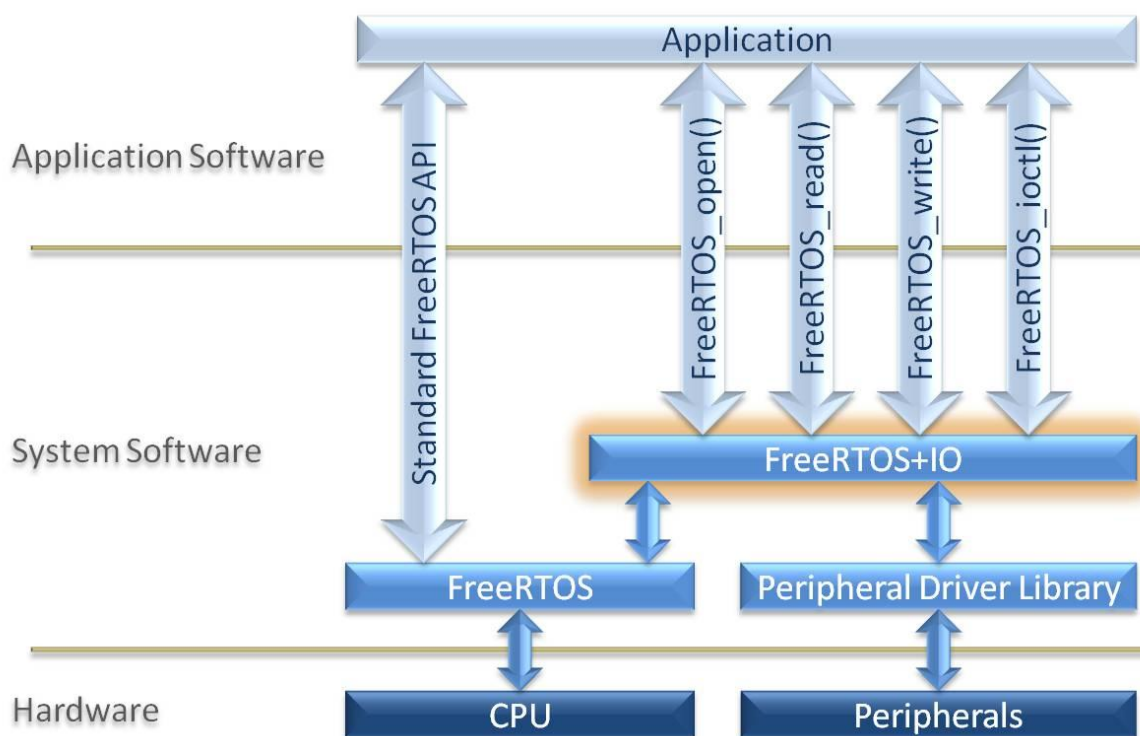 Application
Application Software
Standard FreeRTOS API
FreeRTOS_open()
FreeRTOS_read()
FreeRTOS_write()
FreeRTOS_ioctl()
System Software
FreeRTOS+IO
FreeRTOS
Peripheral Driver Library
Hardware
CPU
Peripherals